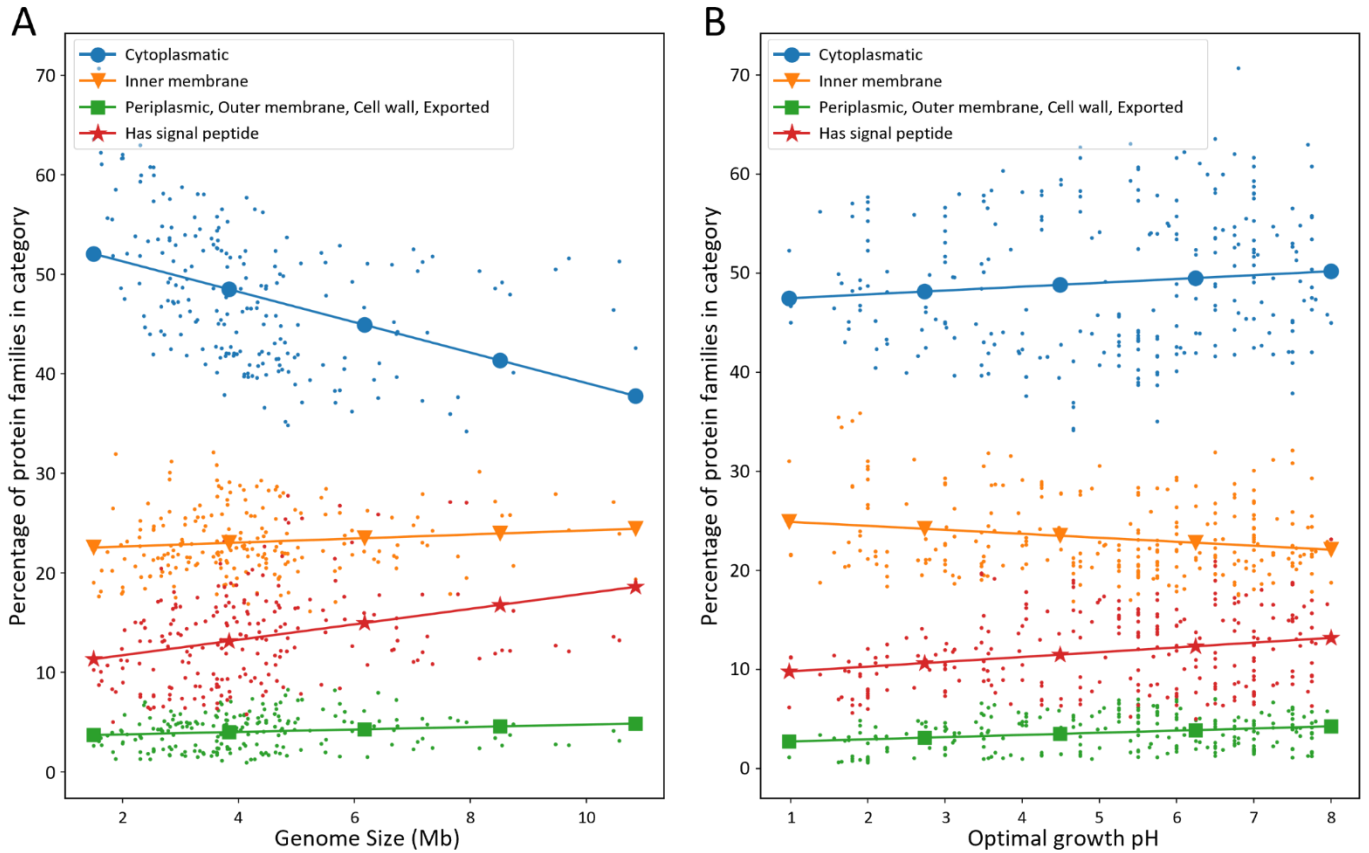 A
Percentage of protein families in category
70
60
50
40
30
20
10
0
Cytoplasmatic
Inner membrane
Periplasmic, Outer membrane, Cell wall, Exported
Has signal peptide
2 4 6 8 10
Genome Size (Mb)
B
Percentage of protein families in category
70
60
50
40
30
20
10
0
Cytoplasmatic
Inner membrane
Periplasmic, Outer membrane, Cell wall, Exported
Has signal peptide
1 2 3 4 5 6 7 8
Optimal growth pH